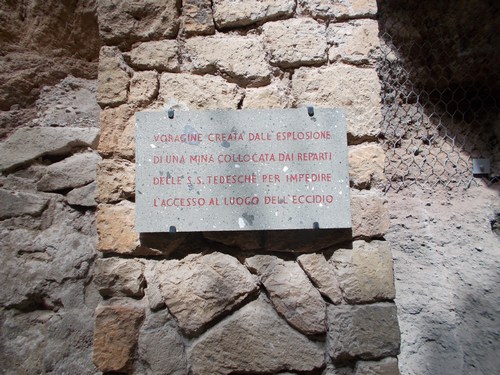 VORAGINE CREATA DALL'ESPLOSIONE
DI UNA MINA COLLOCATA DAI REPARTI
DELLE S.S. TEDESCHE PER IMPEDIRE
L'ACCESSO AL LUOGO DELL'ECCIDIO